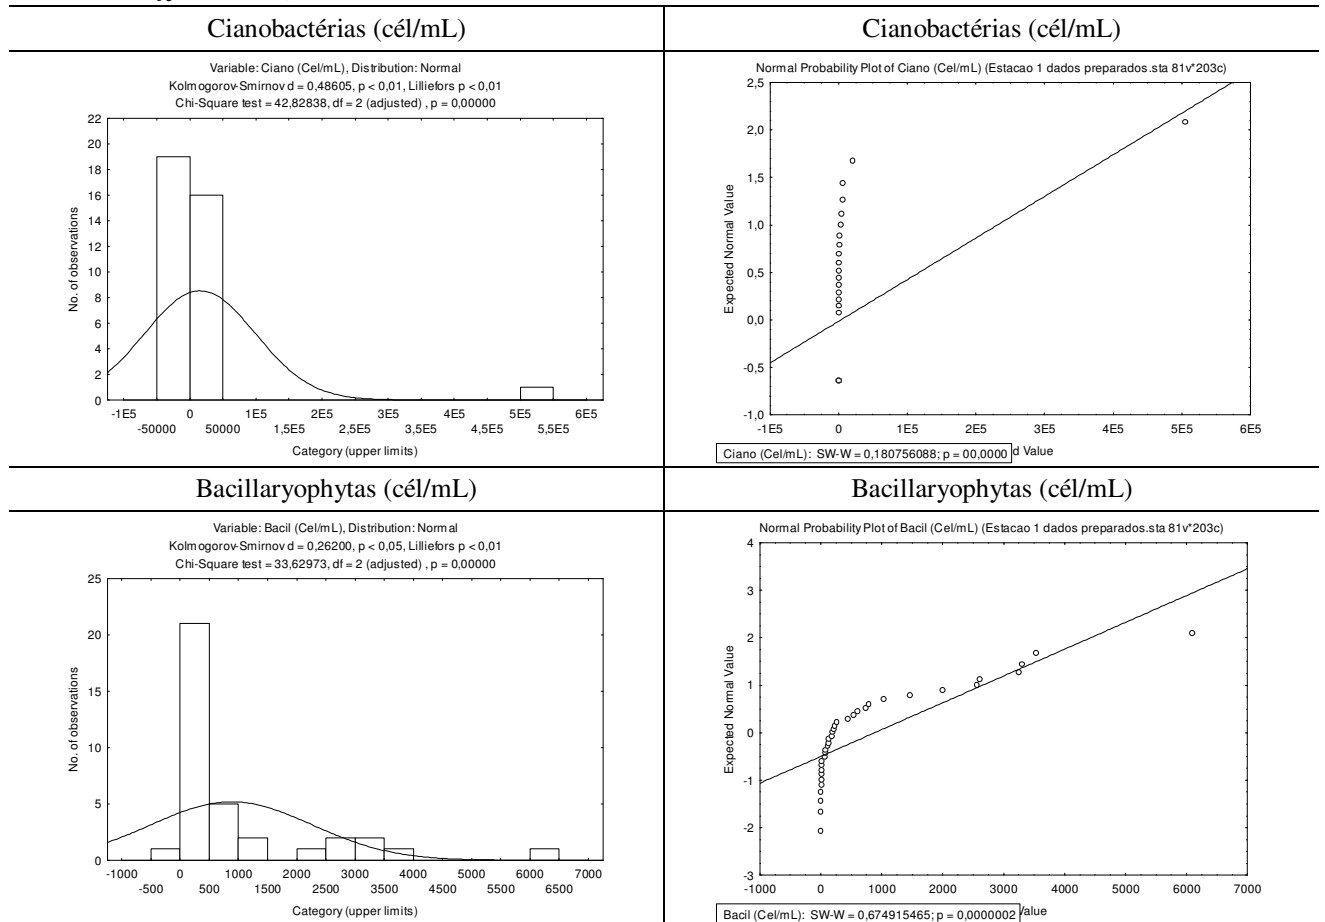 Cianobactérias (cél/mL)
Cianobactérias (cél/mL)
Variable: Ciano (Cel/mL), Distribution: Normal
Kolmogorov-Smirnov d = 0,48605, p < 0,01, Lilliefors p < 0,01
Chi-Square test = 42,82838, df = 2 (adjusted) , p = 0,00000
22
20
18
16
14
12
10
8
6
4
2
0
No. of observations
-1E5 0 1E5 2E5 3E5 4E5 5E5 6E5
-50000 50000 1,5E5 2,5E5 3,5E5 4,5E5 5,5E5
Category (upper limits)
Normal Probability Plot of Ciano (Cel/mL) (Estacao 1 dados preparados.sta 81v*203c)
2,5
2,0
1,5
1,0
0,5
0,0
-0,5
-1,0
Expected Normal Value
-1E5 0 1E5 2E5 3E5 4E5 5E5 6E5
Ciano (Cel/mL): SW-W = 0,180756088; p = 00,0000
d Value
Bacillaryophytas (cél/mL)
Bacillaryophytas (cél/mL)
Variable: Bacil (Cel/mL), Distribution: Normal
Kolmogorov-Smirnov d = 0,26200, p < 0,05, Lilliefors p < 0,01
Chi-Square test = 33,62973, df = 2 (adjusted) , p = 0,00000
25
20
15
10
5
0
No. of observations
-1000 0 1000 2000 3000 4000 5000 6000 7000
-500 500 1500 2500 3500 4500 5500 6500
Category (upper limits)
Normal Probability Plot of Bacil (Cel/mL) (Estacao 1 dados preparados.sta 81v*203c)
4
3
2
1
0
-1
-2
-3
Expected Normal Value
-1000 0 1000 2000 3000 4000 5000 6000 7000
Bacil (Cel/mL): SW-W = 0,674915465; p = 0,0000002
Value